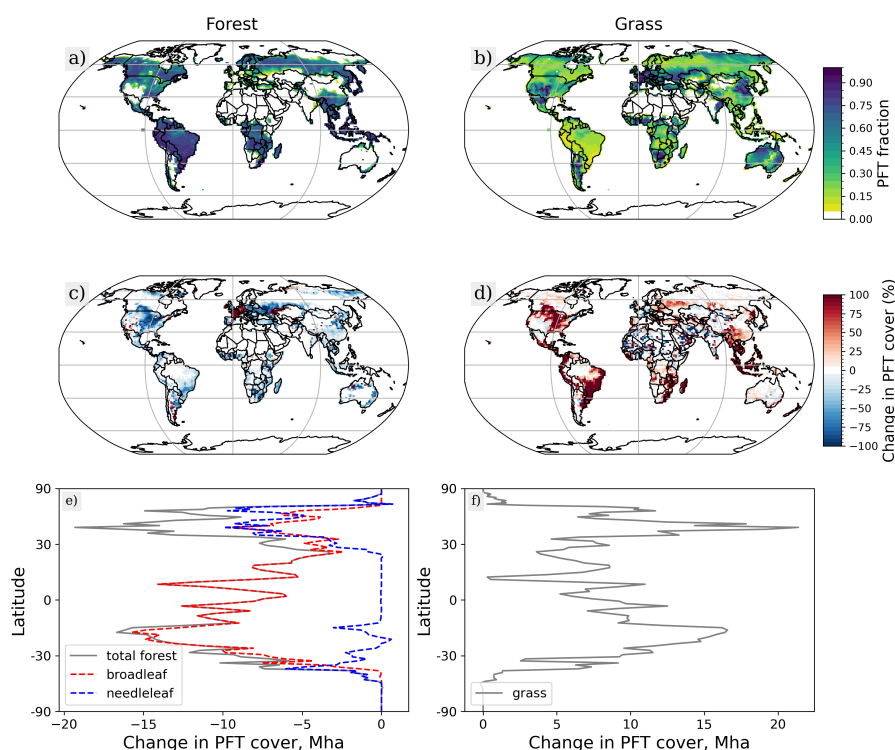 Forest
Grass
a)
b)
0.90
0.75
0.60
0.45
0.30
0.15
0.00
PFT fraction
c)
d)
100
75
50
25
0
−25
−50
−75
−100
Change in PFT cover (%)
e)
90
30
0
-30
-90
Latitude
total forest
broadleaf
needleleaf
−20
−15
−10
−5
0
Change in PFT cover, Mha
f)
90
30
0
-30
-90
Latitude
grass
0
5
10
15
20
Change in PFT cover, Mha